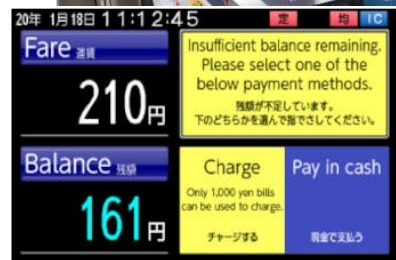 20年 1月18日 11:12:45
定
均
IC
Fare 運賃
210円
Insufficient balance remaining.
Please select one of the
below payment methods.
残額が不足しています。
下のどちらかを選んで指でさしてください。
Balance 残額
161円
Charge
Only 1,000 yen bills
can be used to charge.
チャージする
Pay in cash
現金で支払う